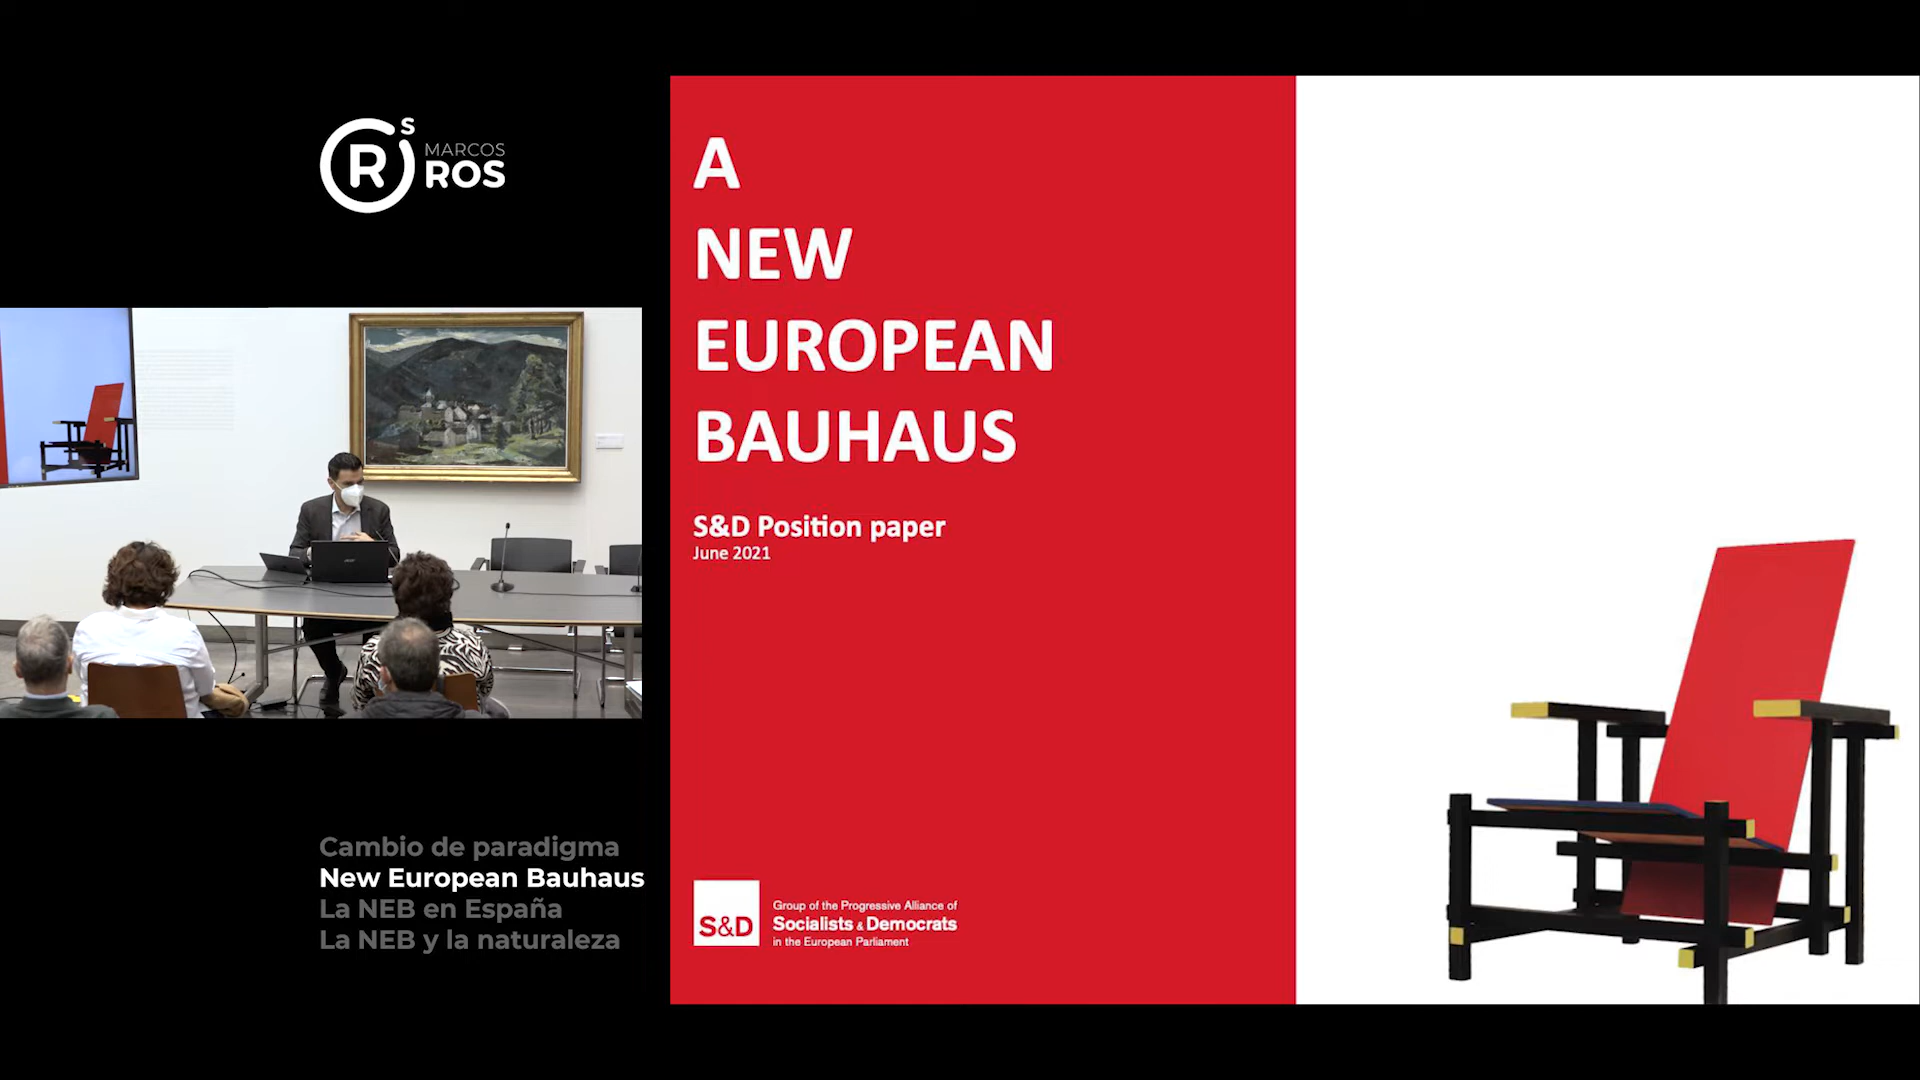 S
R
MARCOS
ROS
A
NEW
EUROPEAN
BAUHAUS
S&D Position paper
June 2021
S&D
Group of the Progressive Alliance of
Socialists & Democrats
in the European Parliament
Cambio de paradigma
New European Bauhaus
La NEB en España
La NEB y la naturaleza
acer